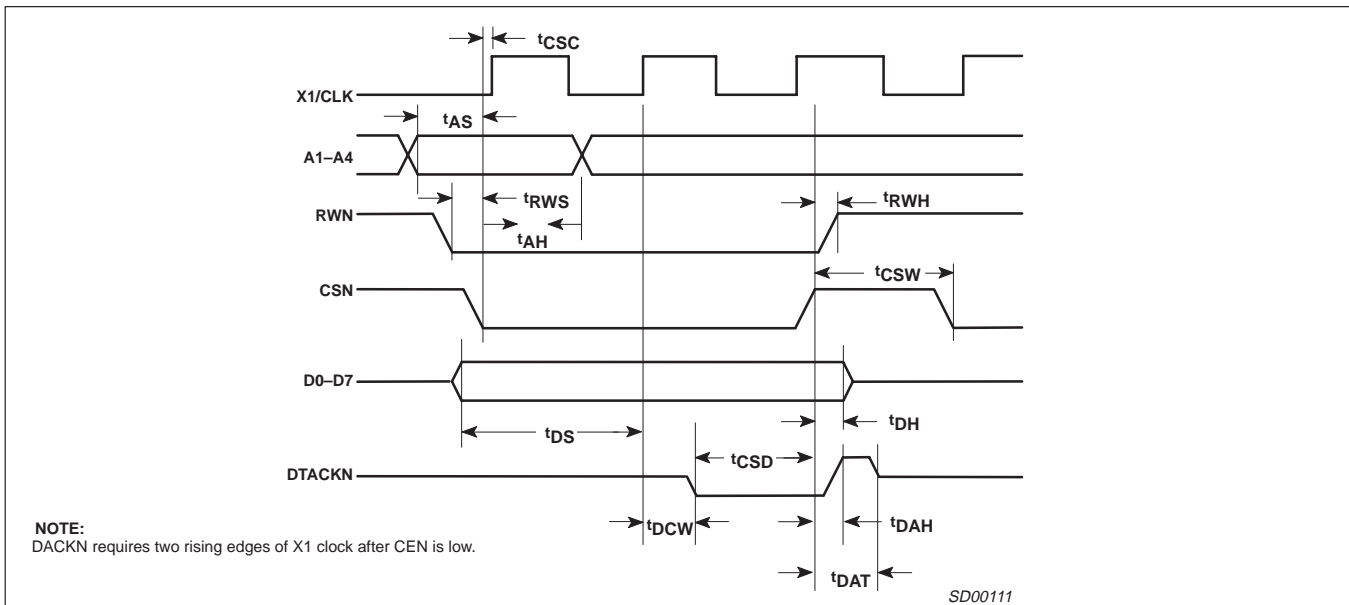 tCSC
X1/CLK
tAS
A1–A4
tRWS
tRWH
RWN
tAH
tCSW
CSN
D0–D7
tDH
tDS
tCSD
DTACKN
tDCW
tDAH
NOTE:
DACKN requires two rising edges of X1 clock after CEN is low.
tDAT
SD00111